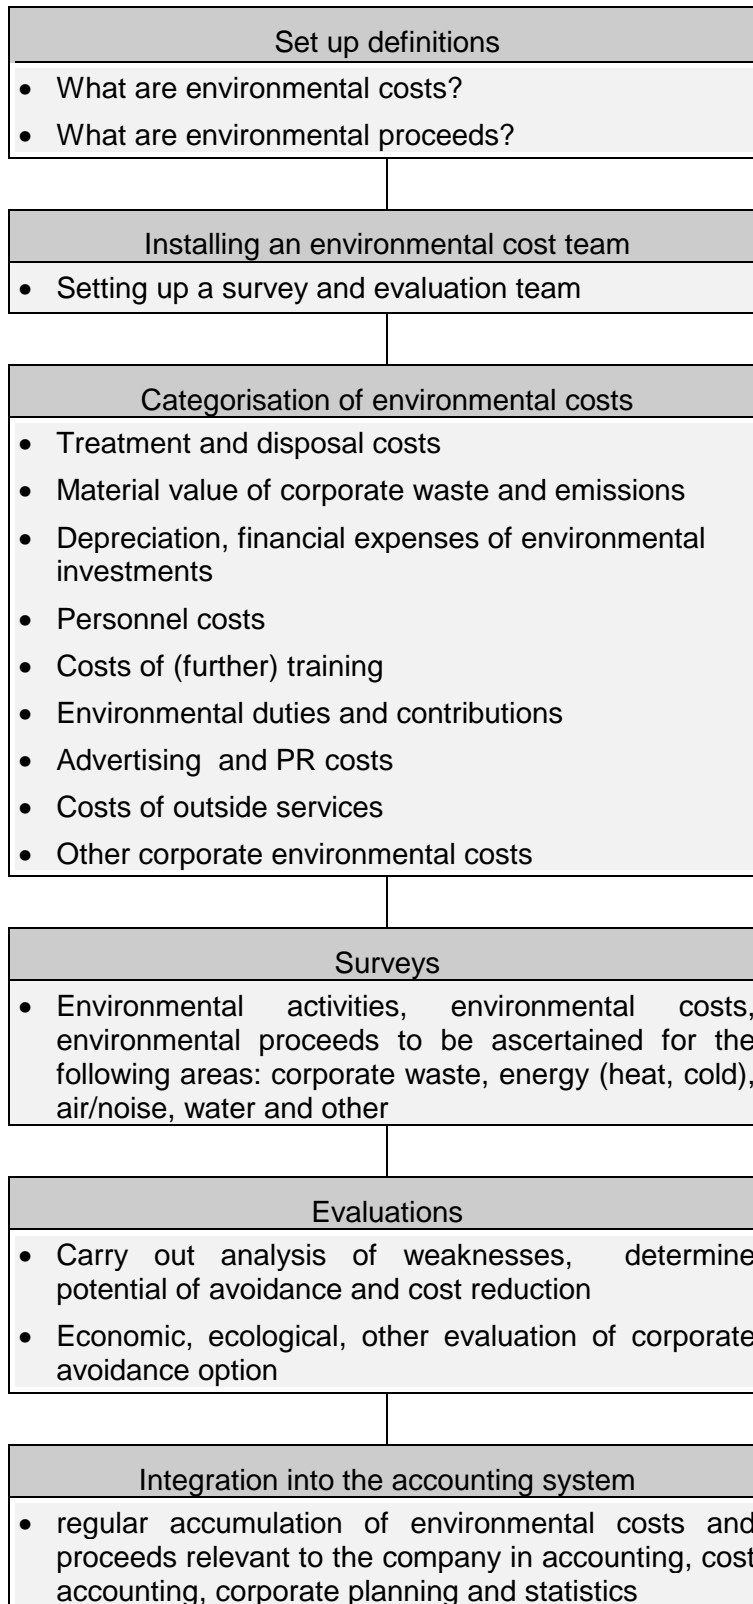 Set up definitions
• What are environmental costs?
• What are environmental proceeds?
Installing an environmental cost team
• Setting up a survey and evaluation team
Categorisation of environmental costs
• Treatment and disposal costs
• Material value of corporate waste and emissions
• Depreciation, financial expenses of environmental
investments
• Personnel costs
• Costs of (further) training
• Environmental duties and contributions
• Advertising and PR costs
• Costs of outside services
• Other corporate environmental costs
Surveys
• Environmental activities, environmental costs,
environmental proceeds to be ascertained for the
following areas: corporate waste, energy (heat, cold),
air/noise, water and other
Evaluations
• Carry out analysis of weaknesses, determine
potential of avoidance and cost reduction
• Economic, ecological, other evaluation of corporate
avoidance option
Integration into the accounting system
• regular accumulation of environmental costs and
proceeds relevant to the company in accounting, cost
accounting, corporate planning and statistics